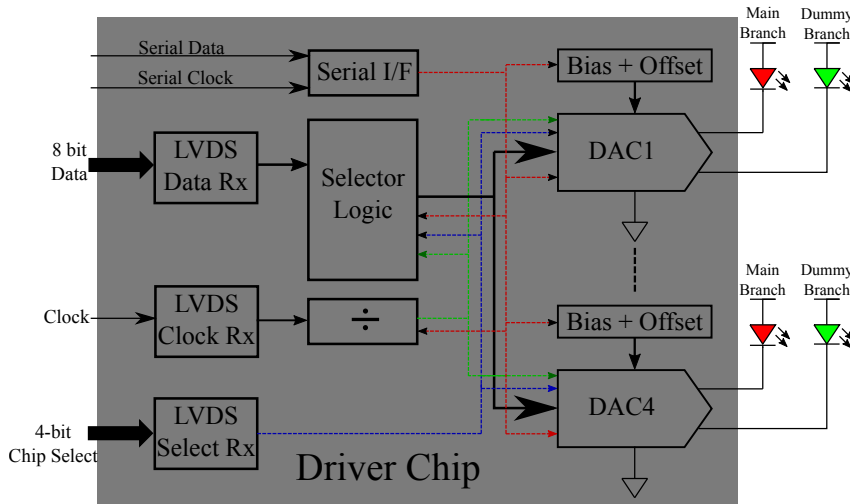 Serial Data
Serial Clock
Serial I/F
Bias + Offset
Main
Branch
Dummy
Branch
8 bit
Data
LVDS
Data Rx
Selector
Logic
DAC1
Clock
LVDS
Clock Rx
÷
Bias + Offset
Main
Branch
Dummy
Branch
4-bit
Chip Select
LVDS
Select Rx
DAC4
Driver Chip